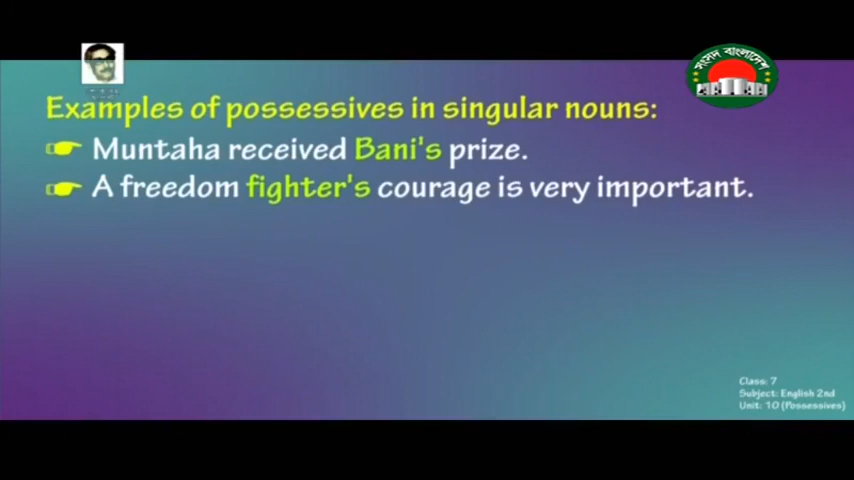 সংসদ বাংলাদেশ
Examples of possessives in singular nouns:
Muntaha received Bani's prize.
A freedom fighter's courage is very important.
Class: 7
Subject: English 2nd
Unit: 10 (Possessives)